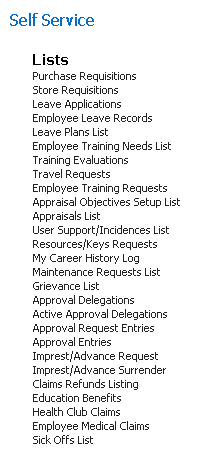 Self Service
Lists
Purchase Requisitions
Store Requisitions
Leave Applications
Employee Leave Records
Leave Plans List
Employee Training Needs List
Training Evaluations
Travel Requests
Employee Training Requests
Appraisal Objectives Setup List
Appraisals List
User Support/Incidences List
Resources/Keys Requests
My Career History Log
Maintenance Requests List
Grievance List
Approval Delegations
Active Approval Delegations
Approval Request Entries
Approval Entries
Imprest/Advance Request
Imprest/Advance Surrender
Claims Refunds Listing
Education Benefits
Health Club Claims
Employee Medical Claims
Sick Offs List